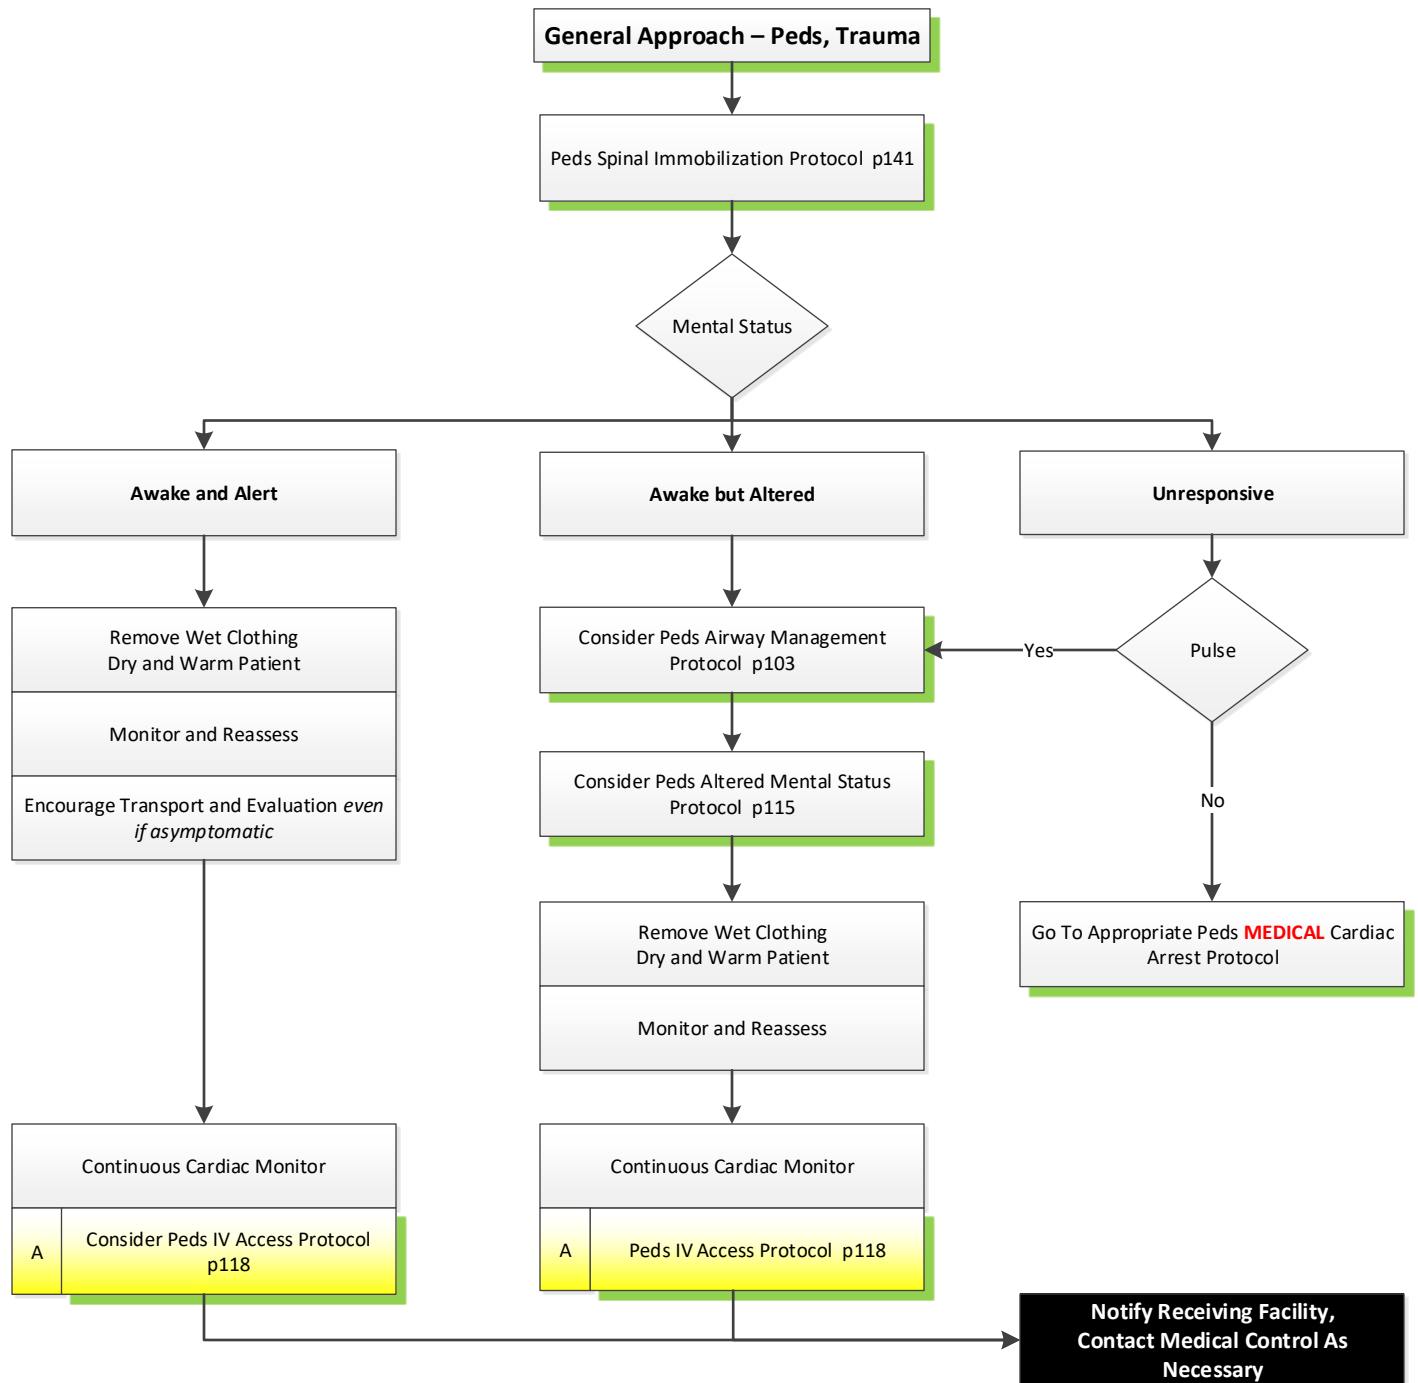 General Approach – Peds, Trauma
Peds Spinal Immobilization Protocol p141
Mental Status
Awake and Alert
Awake but Altered
Unresponsive
Remove Wet Clothing
Dry and Warm Patient
Monitor and Reassess
Encourage Transport and Evaluation even
if asymptomatic
Consider Peds Airway Management
Protocol p103
Yes
Pulse
Consider Peds Altered Mental Status
Protocol p115
No
Remove Wet Clothing
Dry and Warm Patient
Monitor and Reassess
Go To Appropriate Peds MEDICAL Cardiac
Arrest Protocol
Continuous Cardiac Monitor
A
Consider Peds IV Access Protocol
p118
Continuous Cardiac Monitor
A
Peds IV Access Protocol p118
Notify Receiving Facility,
Contact Medical Control As
Necessary